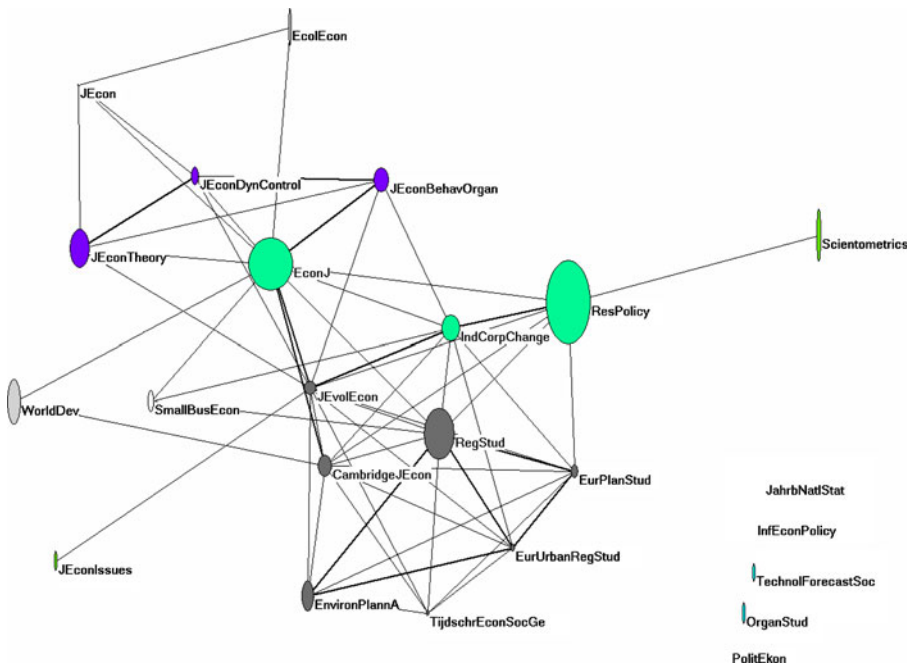 EcolEcon
JEcon
JEconDynControl
JEconBehavOrgan
Scientometrics
JEconTheory
EconJ
ResPolicy
IndCorpChange
JEvolEcon
WorldDev
SmallBusEcon
RegStud
CambridgeJEcon
EurPlanStud
JahrbNatlStat
InfEconPolicy
EurUrbanRegStud
JEconIssues
TechnolForecastSoc
EnvironPlannA
TijdschrEconSocGe
OrganStud
PolitEkon